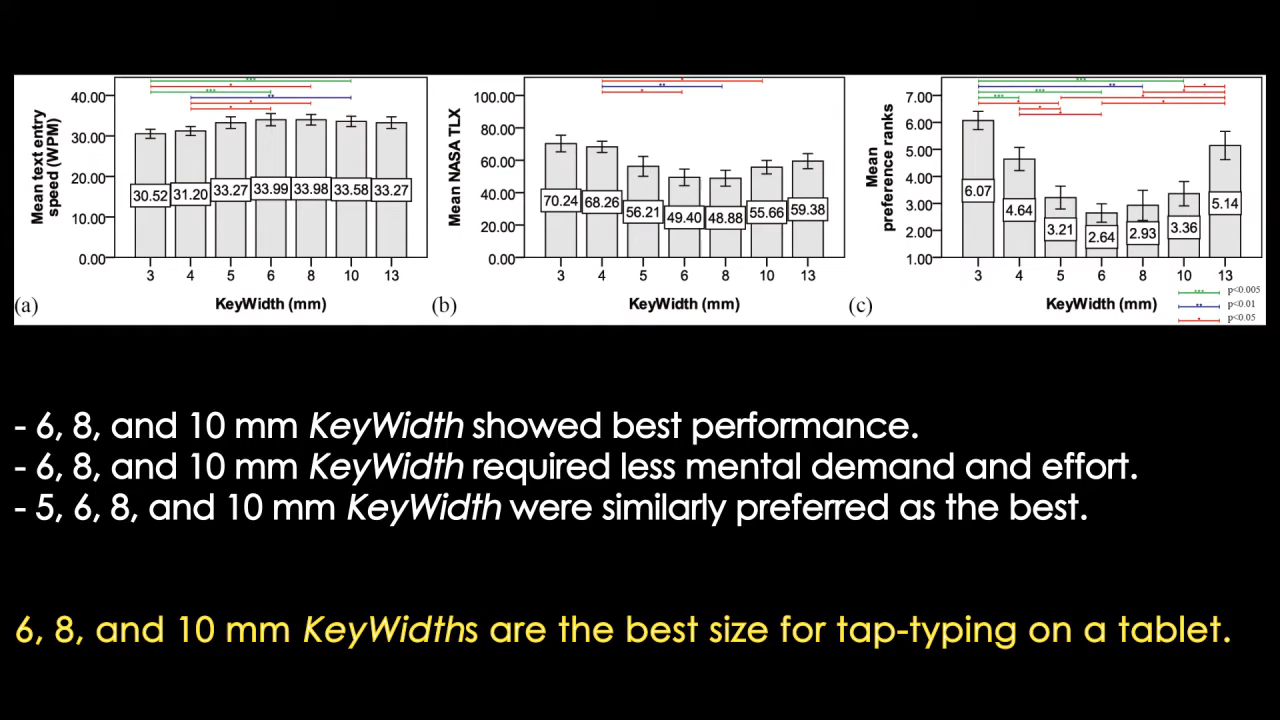 Mean text entry
speed (WPM)
40.00
30.00
20.00
10.00
0.00
30.52 31.20 33.27 33.99 33.98 33.58 33.27
3 4 5 6 8 10 13
KeyWidth (mm)
(a)
Mean NASA TLX
100.00
80.00
60.00
40.00
20.00
0.00
70.24 68.26 56.21 49.40 48.88 55.66 59.38
3 4 5 6 8 10 13
KeyWidth (mm)
(b)
Mean
preference ranks
7.00
6.00
5.00
4.00
3.00
2.00
1.00
6.07 4.64 3.21 2.64 2.93 3.36 5.14
3 4 5 6 8 10 13
KeyWidth (mm)
(c)
*** p<0.005
** p<0.01
* p<0.05
- 6, 8, and 10 mm KeyWidth showed best performance.
- 6, 8, and 10 mm KeyWidth required less mental demand and effort.
- 5, 6, 8, and 10 mm KeyWidth were similarly preferred as the best.
6, 8, and 10 mm KeyWidths are the best size for tap-typing on a tablet.